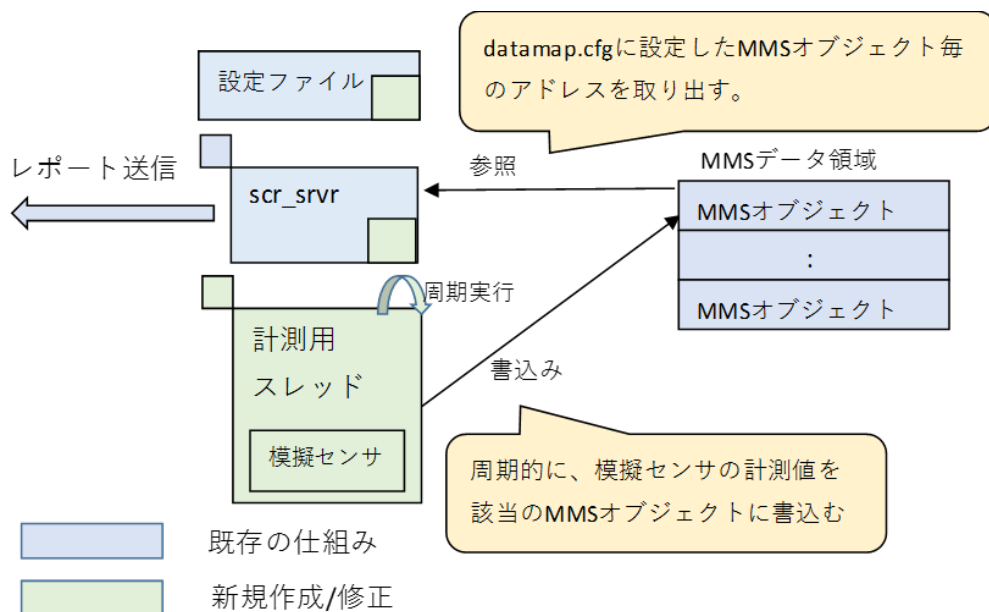 datamap.cfgに設定したMMSオブジェクト毎
のアドレスを取り出す。
設定ファイル
レポート送信
参照
MMSデータ領域
scr_srvr
MMSオブジェクト
:
MMSオブジェクト
周期実行
計測用
スレッド
書込み
模擬センサ
周期的に、模擬センサの計測値を
該当のMMSオブジェクトに書込む
既存の仕組み
新規作成/修正